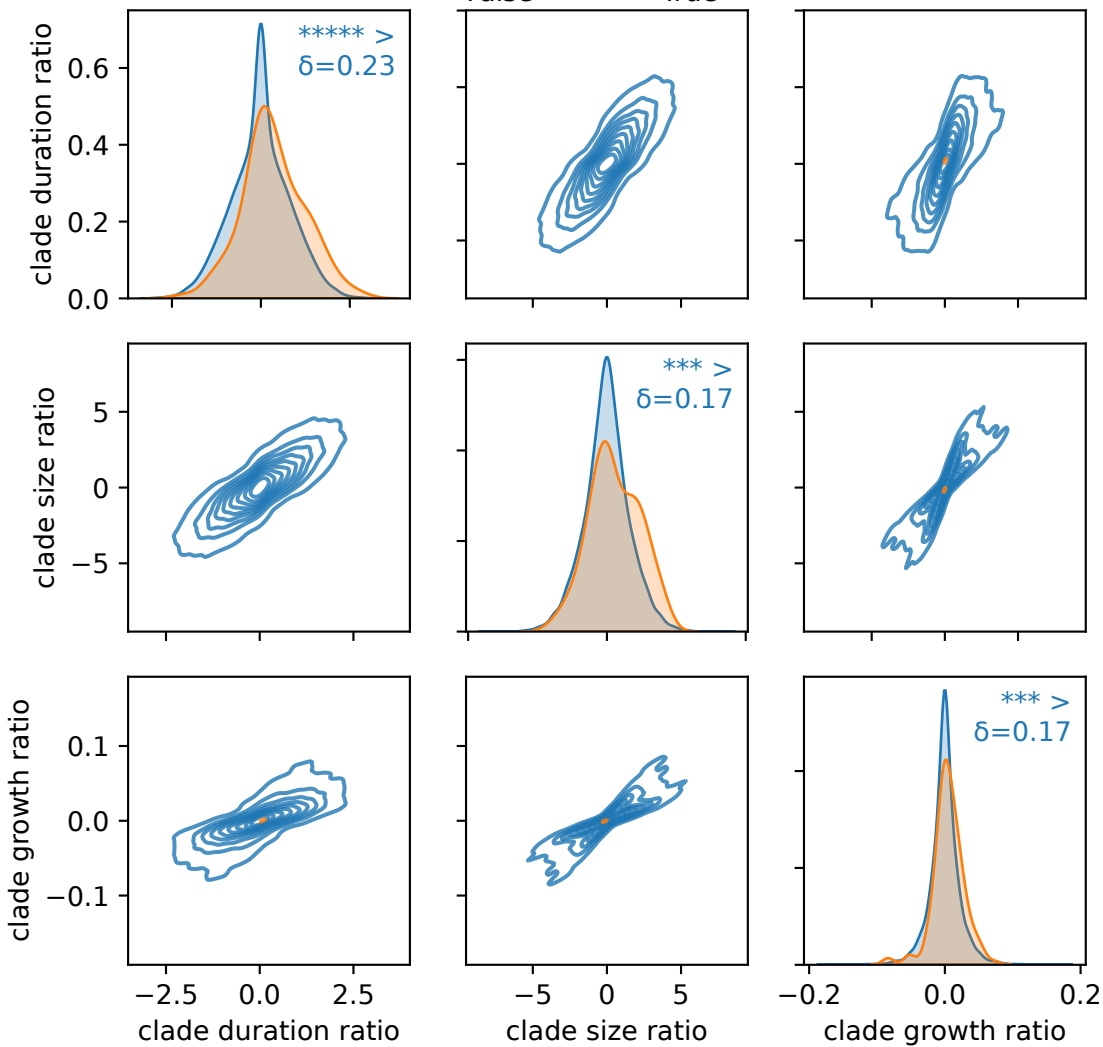 ***** >
δ=0.23
clade duration ratio
0.6
0.4
0.2
0.0
*** >
δ=0.17
clade size ratio
5
0
−5
*** >
δ=0.17
clade growth ratio
0.1
0.0
−0.1
−2.5 0.0 2.5
−5 0 5
−0.2 0.0 0.2
clade duration ratio
clade size ratio
clade growth ratio